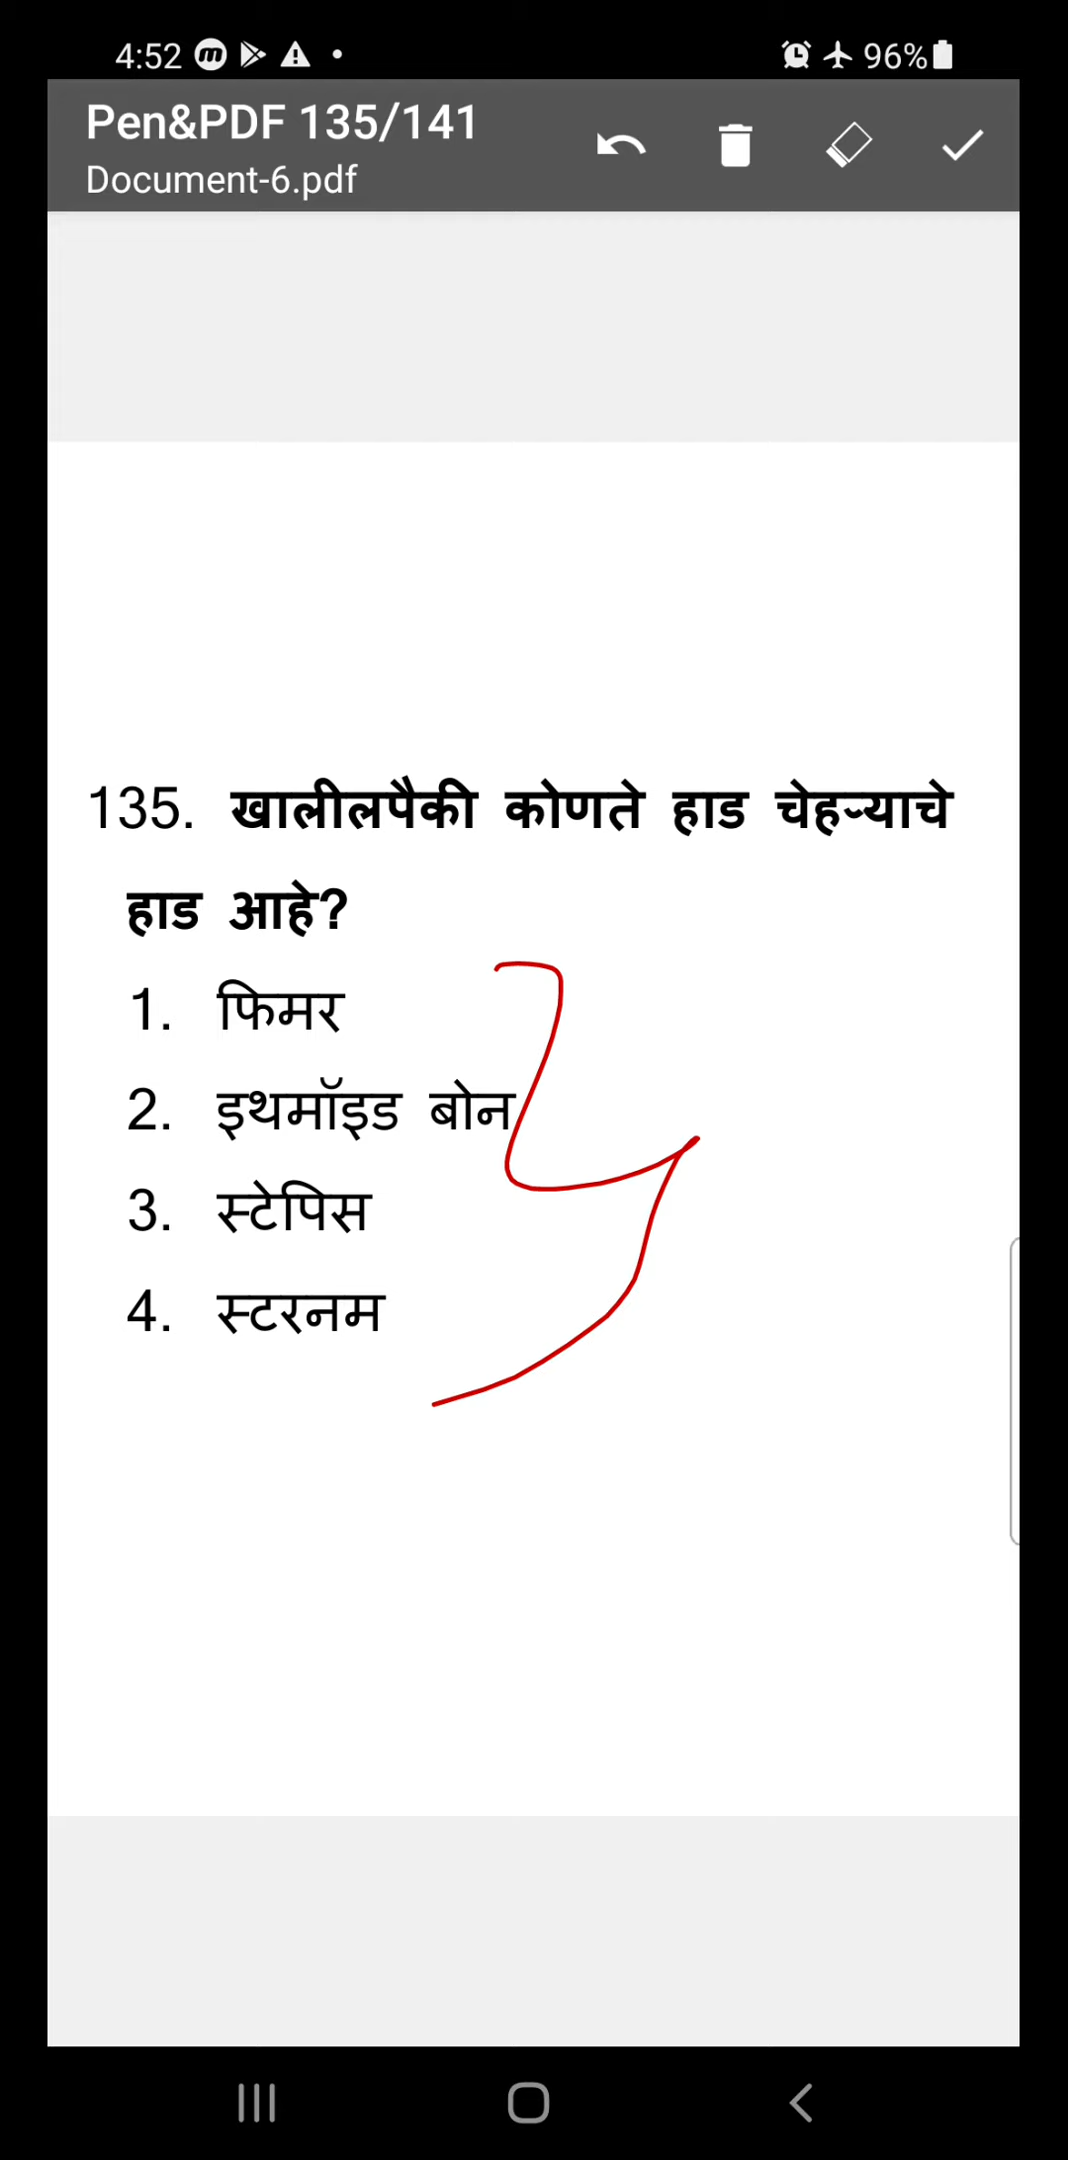 4:52
96%
Pen&PDF 135/141
Document-6.pdf
135. खालीलपैकी कोणते हाड चेहऱ्याचे
हाड आहे?
1. फिमर
2. इथमॉइड बोन
3. स्टेपिस
4. स्टरनम